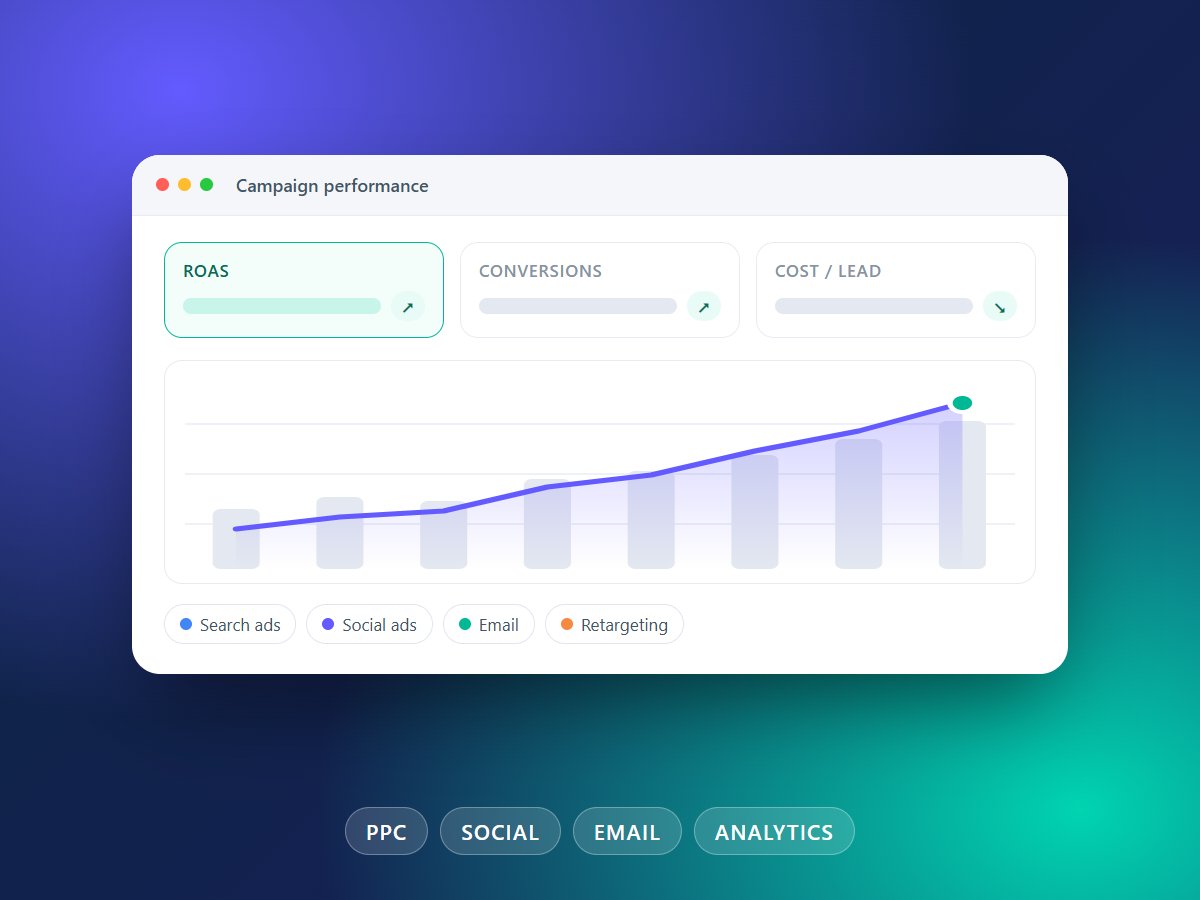 Campaign performance
ROAS
CONVERSIONS
COST / LEAD
↗
↗
↘
Search ads
Social ads
Email
Retargeting
PPC
SOCIAL
EMAIL
ANALYTICS